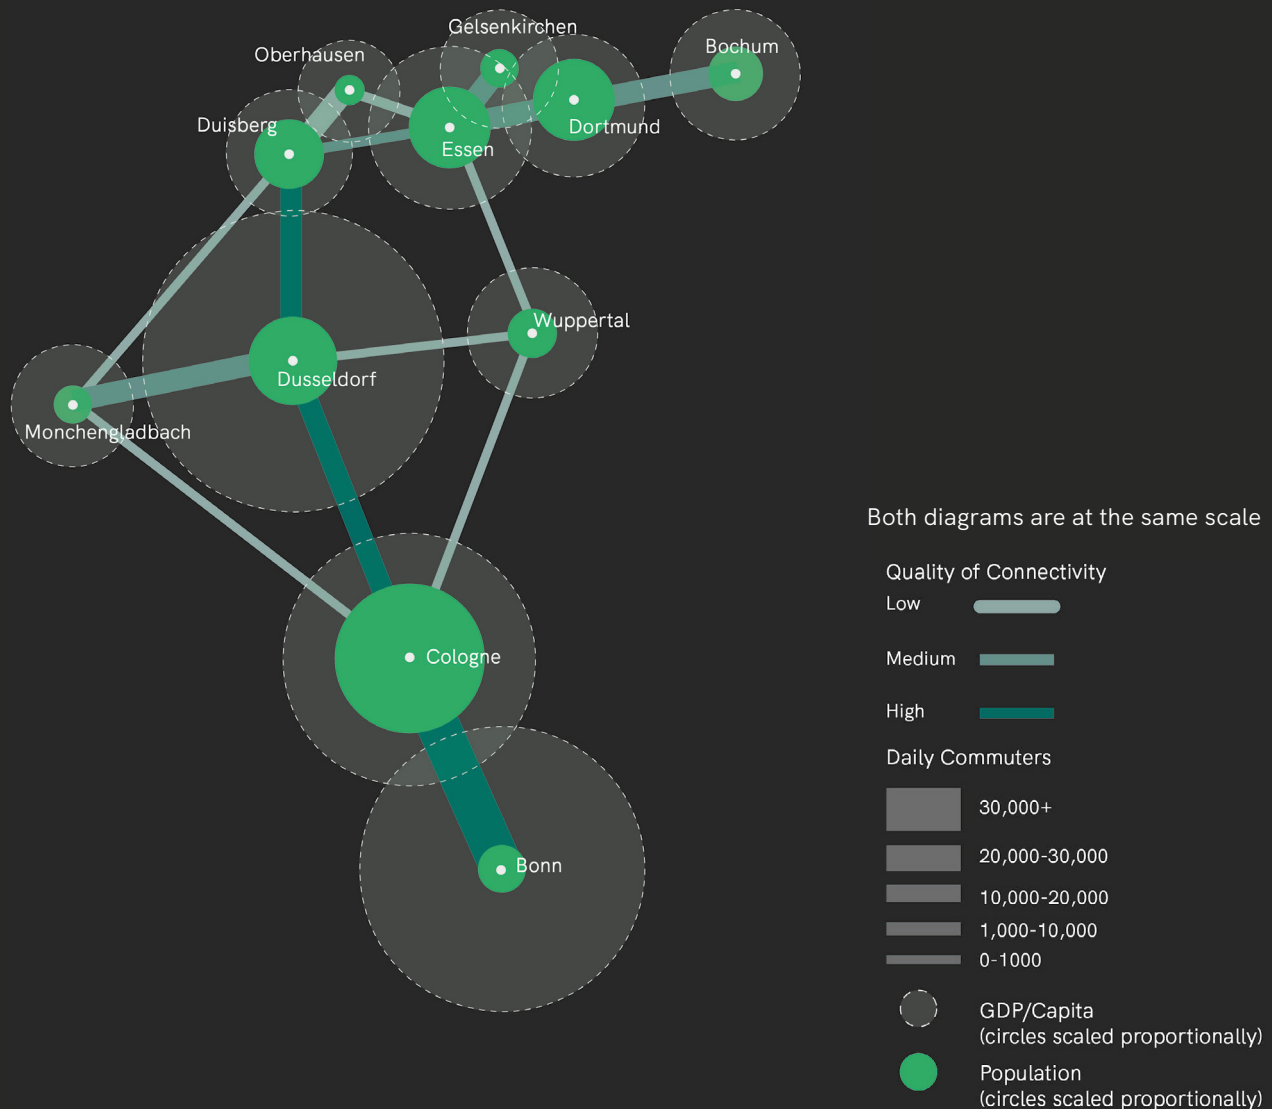 Gelsenkirchen
Bochum
Oberhausen
Duisberg
Dortmund
Essen
Wuppertal
Dusseldorf
Monchengladbach
Cologne
Bonn
Both diagrams are at the same scale
Quality of Connectivity
Low
Medium
High
Daily Commuters
30,000+
20,000-30,000
10,000-20,000
1,000-10,000
0-1000
GDP/Capita
(circles scaled proportionally)
Population
(circles scaled proportionally)